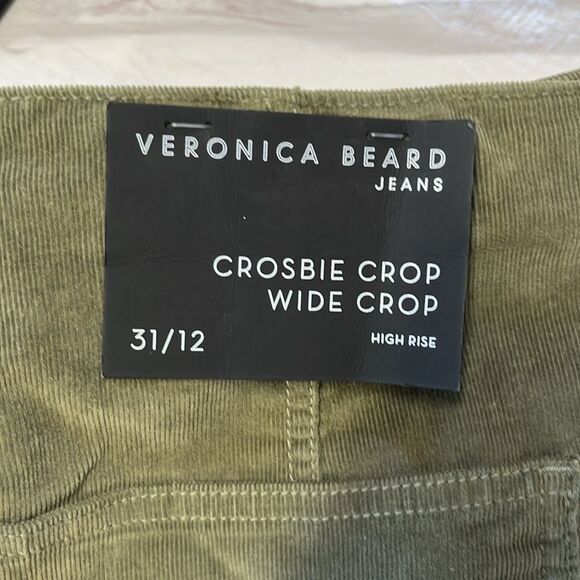 VERONICA BEARD
JEANS
CROSBIE CROP
WIDE CROP
31/12 HIGH RISE